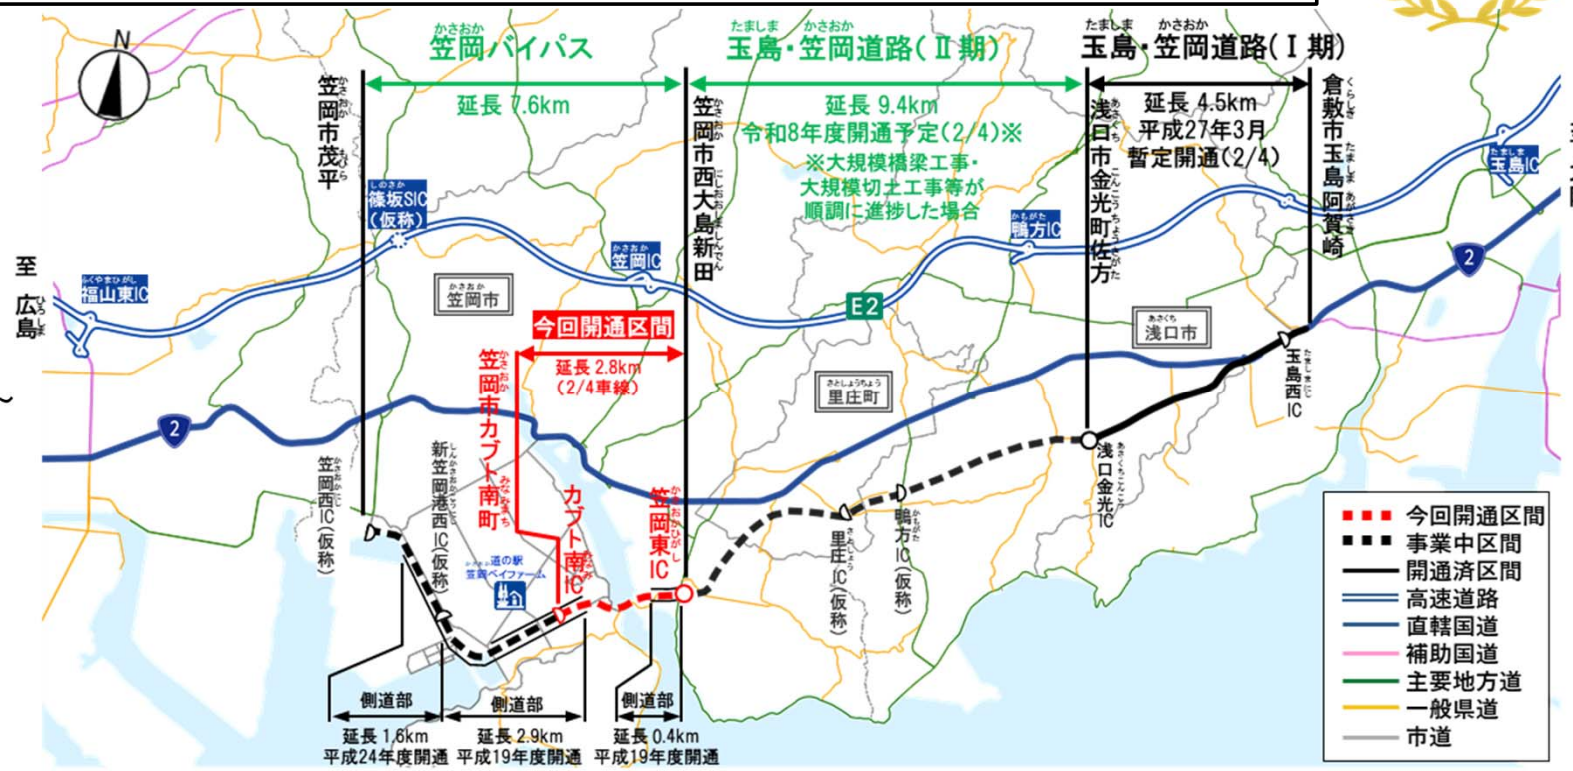 N
笠岡バイパス
延長 7.6km
玉島・笠岡道路(Ⅱ期)
延長 9.4km
令和8年度開通予定(2/4)※
※大規模橋梁工事・
大規模切土工事等が
順調に進捗した場合
玉島・笠岡道路(Ⅰ期)
延長 4.5km
平成27年3月
暫定開通(2/4)
笠岡市茂平
笠岡市西大島新田
浅口市金光町佐方
倉敷市玉島阿賀崎
至 広島
福山東IC
篠坂SIC
(仮称)
笠岡IC
鴨方IC
玉島IC
E2
2
2
笠岡市
里庄町
浅口市
今回開通区間
延長 2.8km
(2/4車線)
笠岡市カブト南町
カブト南IC
笠岡東IC
笠岡西IC(仮称)
新笠岡港西IC(仮称)
道の駅
笠岡ベイファーム
里庄IC(仮称)
鴨方IC(仮称)
浅口金光IC
玉島西IC
側道部
延長 1.6km
平成24年度開通
側道部
延長 2.9km
平成19年度開通
側道部
延長 0.4km
平成19年度開通
今回開通区間
事業中区間
開通済区間
高速道路
直轄国道
補助国道
主要地方道
一般県道
市道